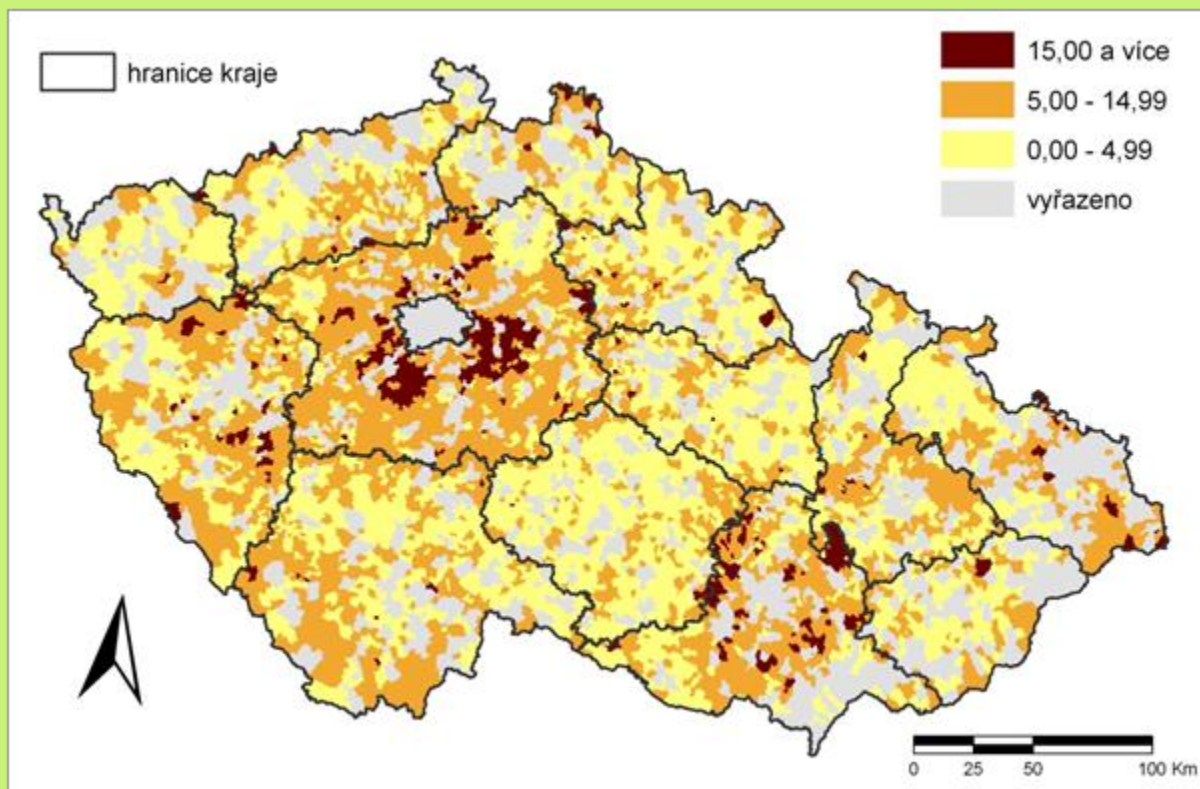 hranice kraje
15,00 a více
5,00 - 14,99
0,00 - 4,99
vyřazeno
0 25 50 100 Km